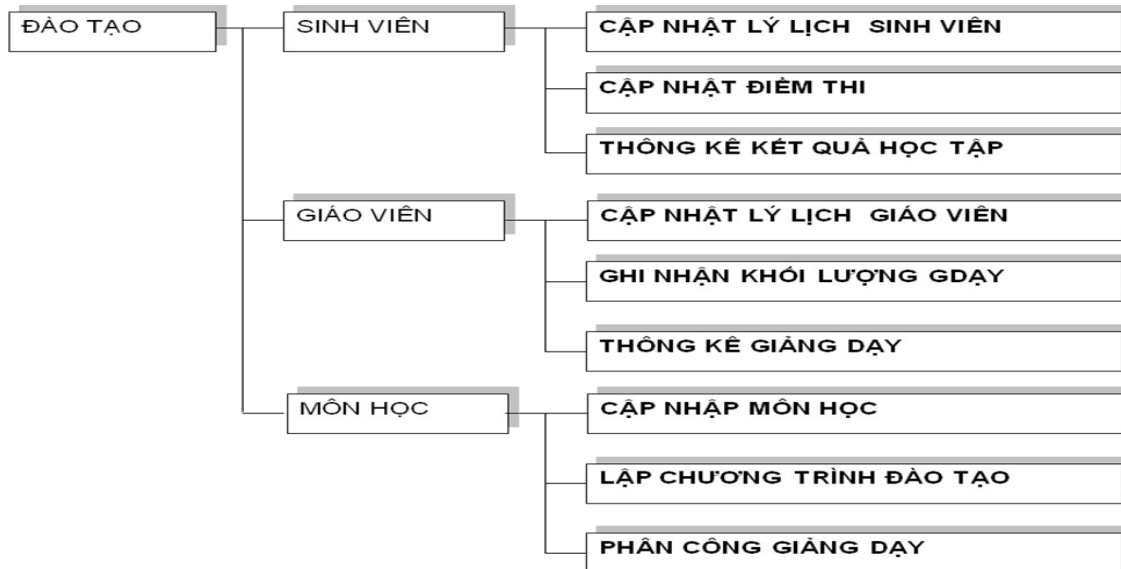 ĐÀO TẠO
SINH VIÊN
CẬP NHẬT LÝ LỊCH SINH VIÊN
CẬP NHẬT ĐIỂM THI
THÔNG KÊ KẾT QUẢ HỌC TẬP
GIÁO VIÊN
CẬP NHẬT LÝ LỊCH GIÁO VIÊN
GHI NHẬN KHỐI LƯỢNG GDẠY
THÔNG KÊ GIẢNG DẠY
MÔN HỌC
CẬP NHẬP MÔN HỌC
LẬP CHƯƠNG TRÌNH ĐÀO TẠO
PHÂN CÔNG GIẢNG DẠY